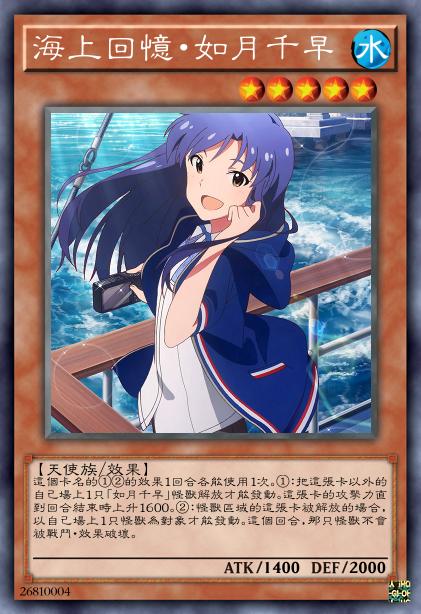 海上回憶・如月千早
水
【天使族/效果】
這個卡名的①②的效果1回合各能使用1次。①:把這張卡以外的
自己場上1只「如月千早」怪獸解放才能發動。這張卡的攻擊力直
到回合結束時上升1600。②:怪獸區域的這張卡被解放的場合,
以自己場上1只怪獸為對象才能發動。這個回合,那只怪獸不會
被戰鬥・效果破壞。
ATK/1400 DEF/2000
26810004